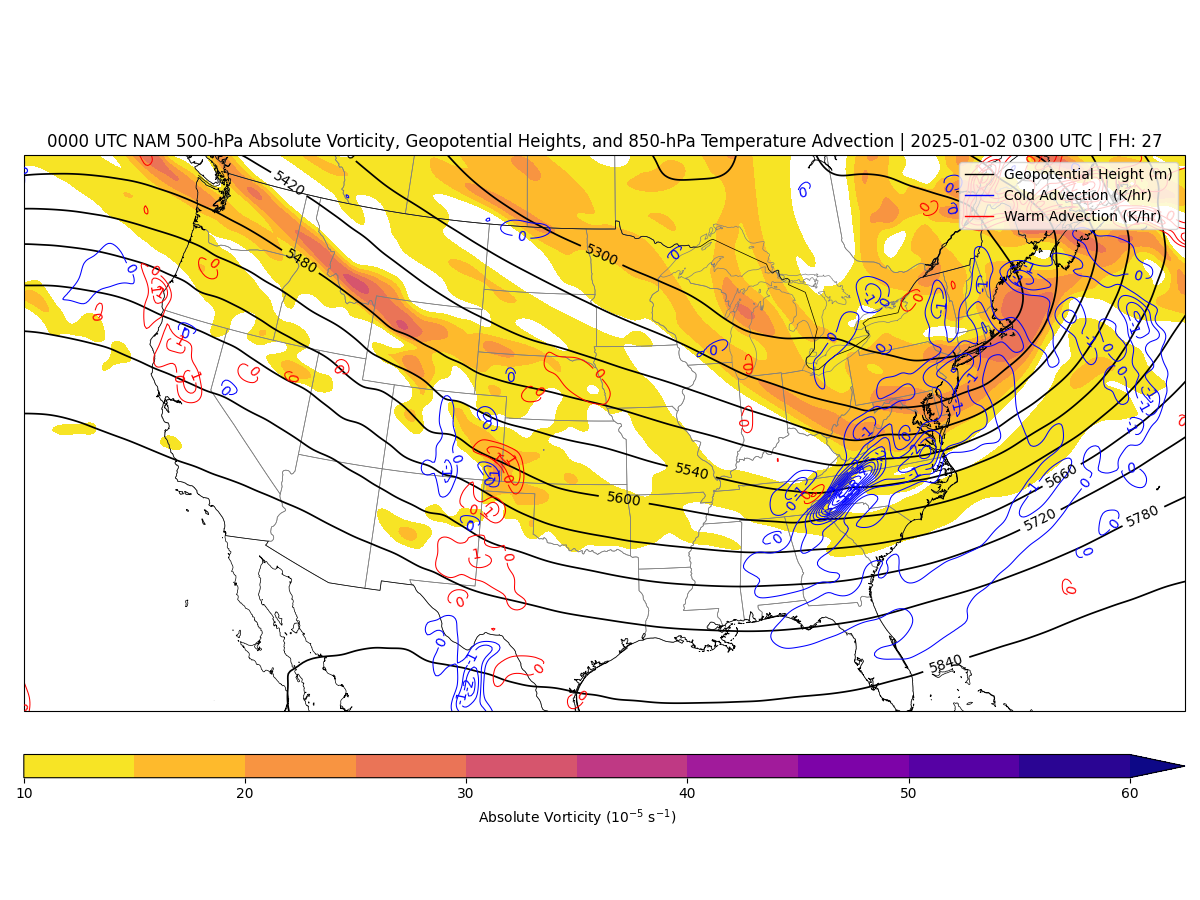 0000 UTC NAM 500-hPa Absolute Vorticity, Geopotential Heights, and 850-hPa Temperature Advection | 2025-01-02 0300 UTC | FH: 27
Geopotential Height (m)
Cold Advection (K/hr)
Warm Advection (K/hr)
5420
5480
5300
5540
5600
5660
5720
5780
5840
10 20 30 40 50 60
Absolute Vorticity (10⁻⁵ s⁻¹)